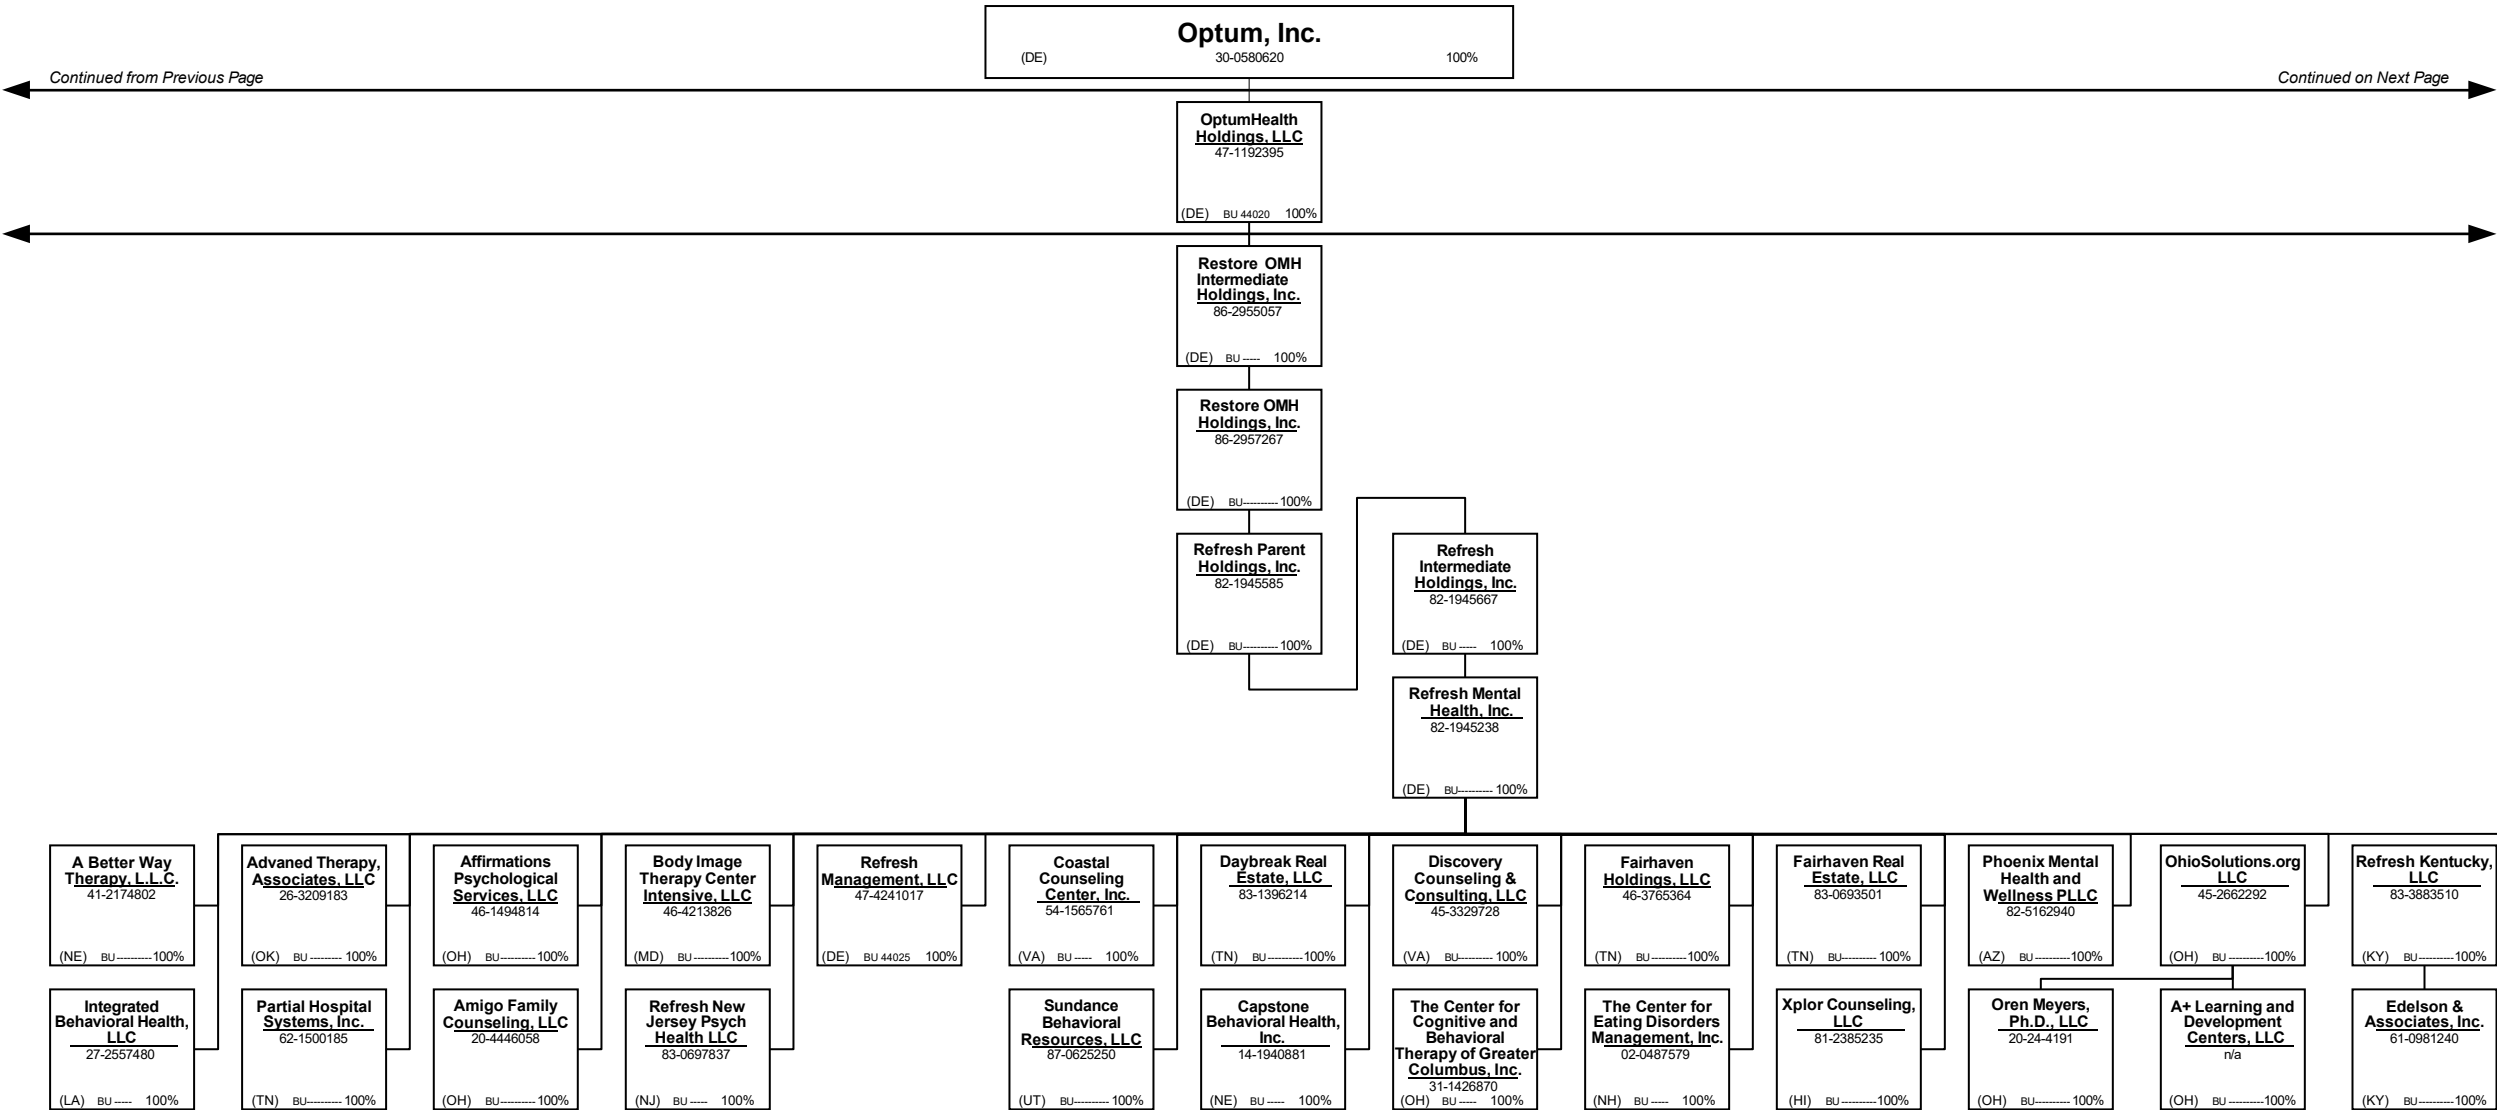 Optum, Inc.
(DE) 30-0580620 100%
Continued from Previous Page
Continued on Next Page
OptumHealth
Holdings, LLC
47-1192395
(DE) BU 44020 100%
Restore OMH
Intermediate
Holdings, Inc.
86-2955057
(DE) BU ----- 100%
Restore OMH
Holdings, Inc.
86-2957267
(DE) BU---------- 100%
Refresh Parent
Holdings, Inc.
82-1945585
(DE) BU---------- 100%
Refresh
Intermediate
Holdings, Inc.
82-1945667
(DE) BU ----- 100%
Refresh Mental
Health, Inc.
82-1945238
(DE) BU---------- 100%
A Better Way
Therapy, L.L.C.
41-2174802
(NE) BU ----------100%
Advaned Therapy,
Associates, LLC
26-3209183
(OK) BU --------- 100%
Affirmations
Psychological
Services, LLC
46-1494814
(OH) BU----------100%
Body Image
Therapy Center
Intensive, LLC
46-4213826
(MD) BU ----------100%
Refresh
Management, LLC
47-4241017
(DE) BU 44025 100%
Coastal
Counseling
Center, Inc.
54-1565761
(VA) BU ----- 100%
Daybreak Real
Estate, LLC
83-1396214
(TN) BU----------100%
Discovery
Counseling &
Consulting, LLC
45-3329728
(VA) BU---------- 100%
Fairhaven
Holdings, LLC
46-3765364
(TN) BU ----------100%
Fairhaven Real
Estate, LLC
83-0693501
(TN) BU---------- 100%
Phoenix Mental
Health and
Wellness PLLC
82-5162940
(AZ) BU ----------100%
OhioSolutions.org
LLC
45-2662292
(OH) BU ----------100%
Refresh Kentucky,
LLC
83-3883510
(KY) BU----------100%
Integrated
Behavioral Health,
LLC
27-2557480
(LA) BU ----- 100%
Partial Hospital
Systems, Inc.
62-1500185
(TN) BU---------- 100%
Amigo Family
Counseling, LLC
20-4446058
(OH) BU----------100%
Refresh New
Jersey Psych
Health LLC
83-0697837
(NJ) BU ----- 100%
Sundance
Behavioral
Resources, LLC
87-0625250
(UT) BU---------- 100%
Capstone
Behavioral Health,
Inc.
14-1940881
(NE) BU ----- 100%
The Center for
Cognitive and
Behavioral
Therapy of Greater
Columbus, Inc.
31-1426870
(OH) BU ----- 100%
The Center for
Eating Disorders
Management, Inc.
02-0487579
(NH) BU ----- 100%
Xplor Counseling,
LLC
81-2385235
(HI) BU ----------100%
Oren Meyers,
Ph.D., LLC
20-24-4191
(OH) BU---------- 100%
A+ Learning and
Development
Centers, LLC
n/a
(OH) BU ----------100%
Edelson &
Associates, Inc.
61-0981240
(KY) BU----------100%